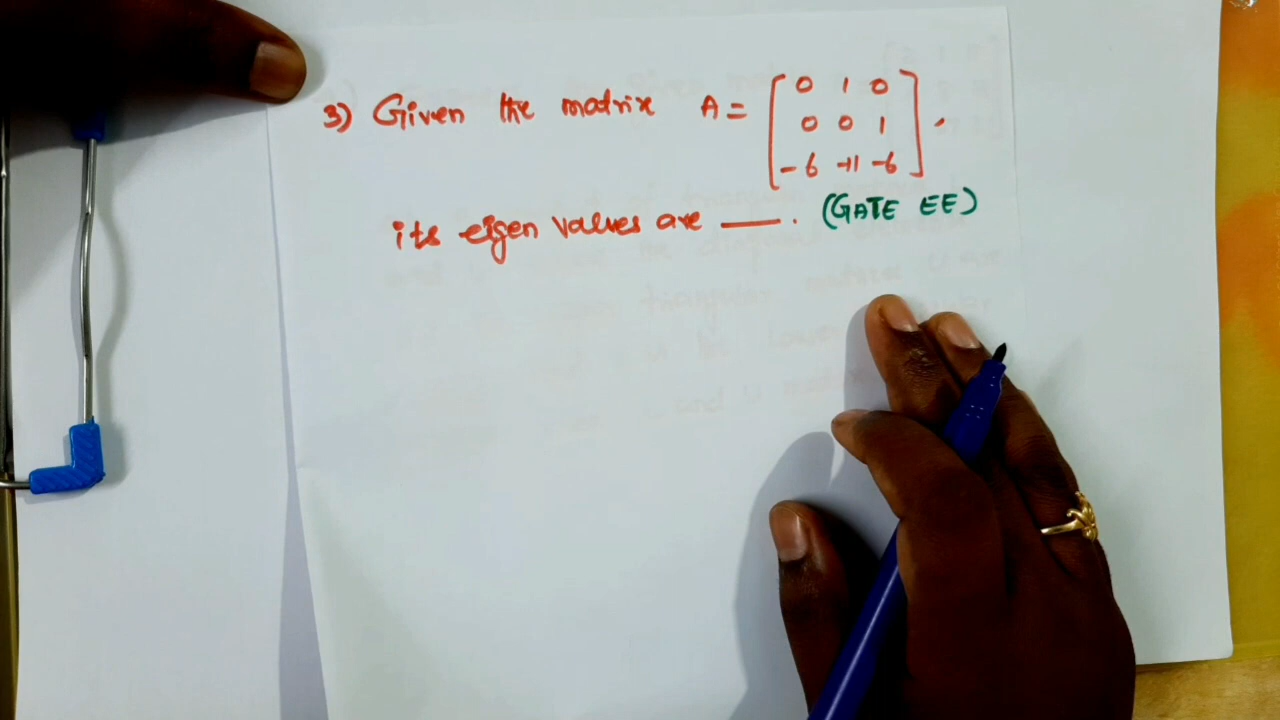 3) Given the matrix A = [ 0 1 0
0 0 1
-6 -11 -6 ].
its eigen values are ___. (GATE EE)